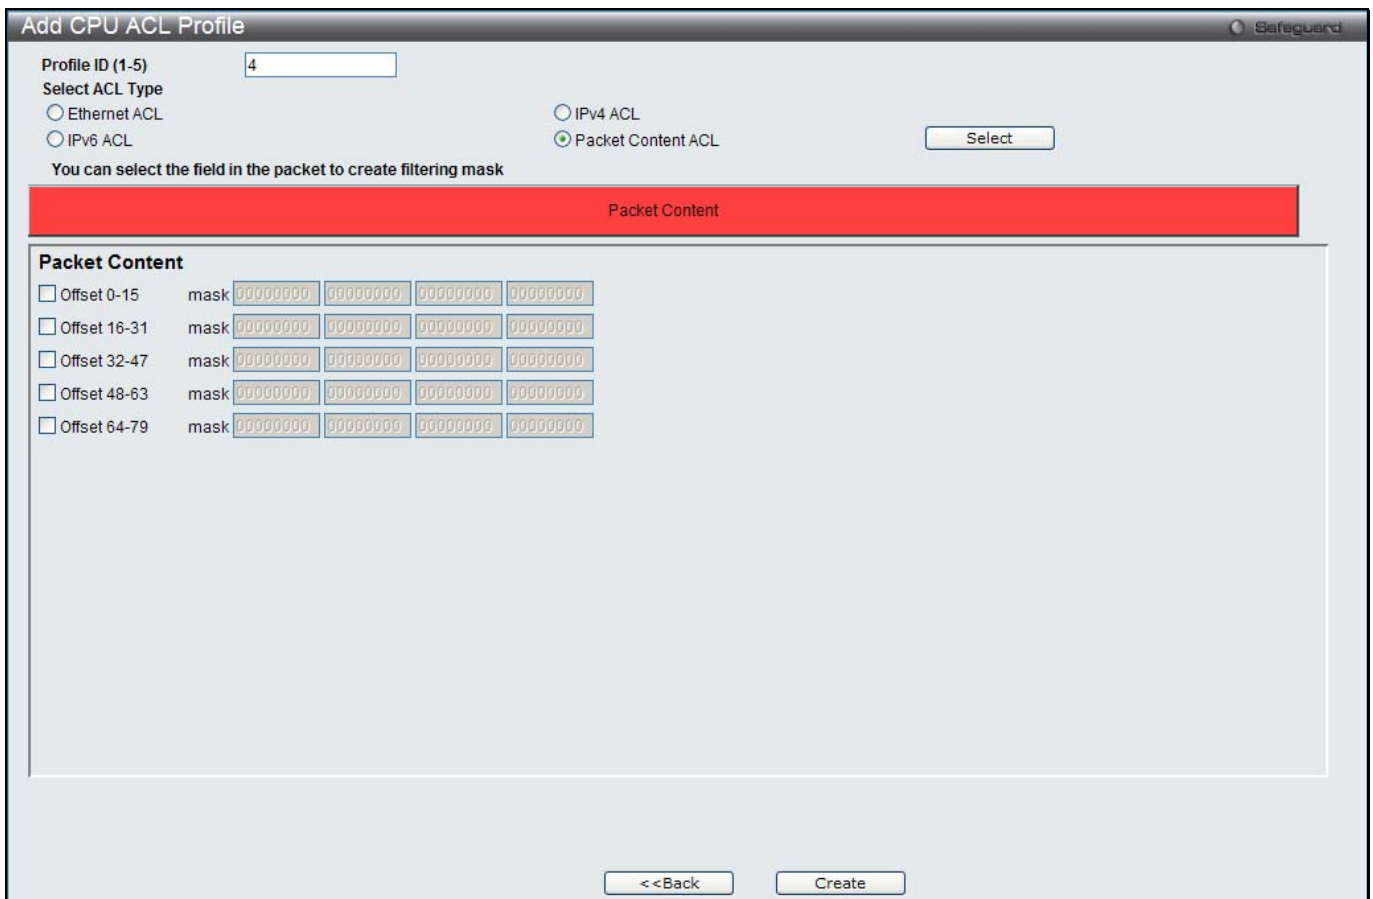 Add CPU ACL Profile Safeguard
Profile ID (1-5) 4
Select ACL Type
Ethernet ACL IPv4 ACL
IPv6 ACL Packet Content ACL Select
You can select the field in the packet to create filtering mask
Packet Content
Packet Content
Offset 0-15 mask 00000000 00000000 00000000 00000000
Offset 16-31 mask 00000000 00000000 00000000 00000000
Offset 32-47 mask 00000000 00000000 00000000 00000000
Offset 48-63 mask 00000000 00000000 00000000 00000000
Offset 64-79 mask 00000000 00000000 00000000 00000000
<<Back Create